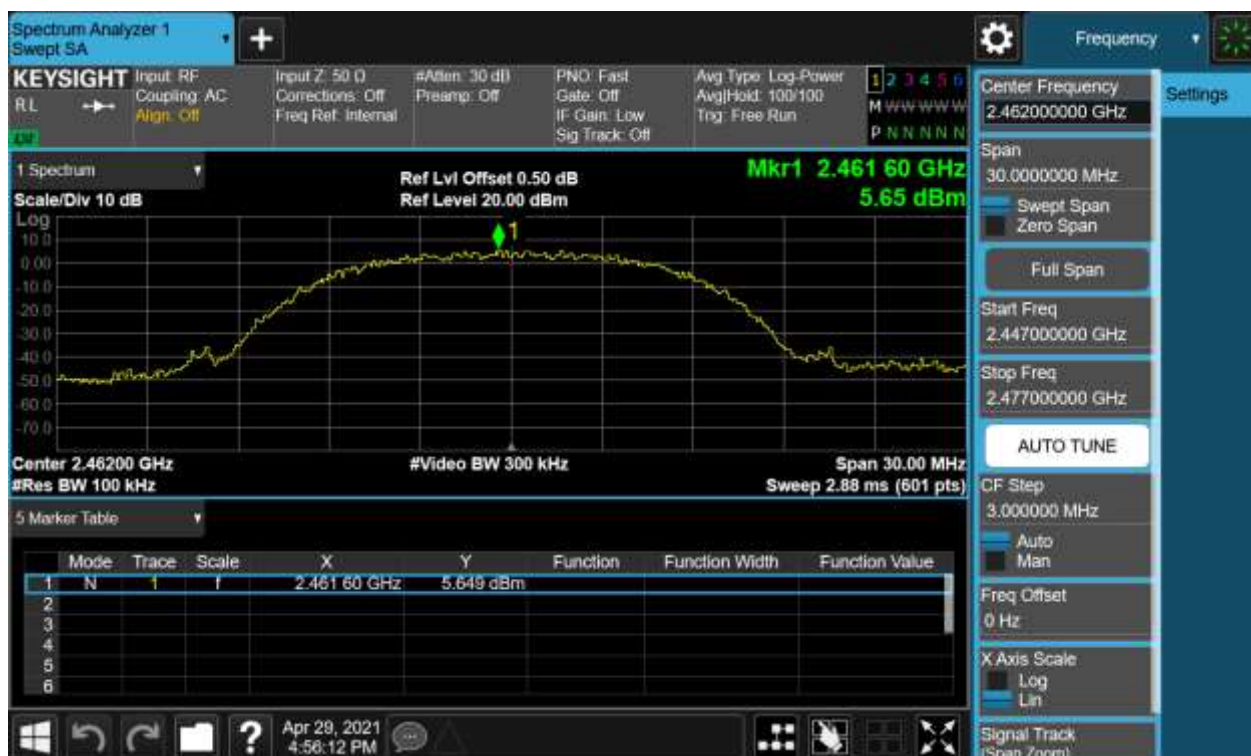 Spectrum Analyzer 1
Swept SA
+
Frequency
KEYSIGHT
RL
Input: RF
Coupling: AC
Align: Off
Input Z: 50 Ω
Corrections: Off
Freq Ref: Internal
#Atten: 30 dB
Preamp: Off
PNO: Fast
Gate: Off
IF Gain: Low
Sig Track: Off
Avg Type: Log-Power
Avg|Hold: 100/100
Trig: Free Run
1 2 3 4 5 6
M W W W W W
P N N N N N
1 Spectrum
Scale/Div 10 dB
Ref Lvl Offset 0.50 dB
Ref Level 20.00 dBm
Mkr1 2.461 60 GHz
5.65 dBm
Log
10.0
0.00
-10.0
-20.0
-30.0
-40.0
-50.0
-60.0
-70.0
1
Center 2.46200 GHz
#Res BW 100 kHz
#Video BW 300 kHz
Span 30.00 MHz
Sweep 2.88 ms (601 pts)
5 Marker Table
Mode Trace Scale X Y Function Function Width Function Value
1 N 1 f 2.461 60 GHz 5.649 dBm
2
3
4
5
6
Apr 29, 2021
4:56:12 PM
?
Center Frequency
2.462000000 GHz
Settings
Span
30.0000000 MHz
Swept Span
Zero Span
Full Span
Start Freq
2.447000000 GHz
Stop Freq
2.477000000 GHz
AUTO TUNE
CF Step
3.000000 MHz
Auto
Man
Freq Offset
0 Hz
X Axis Scale
Log
Lin
Signal Track
(Span Zoom)